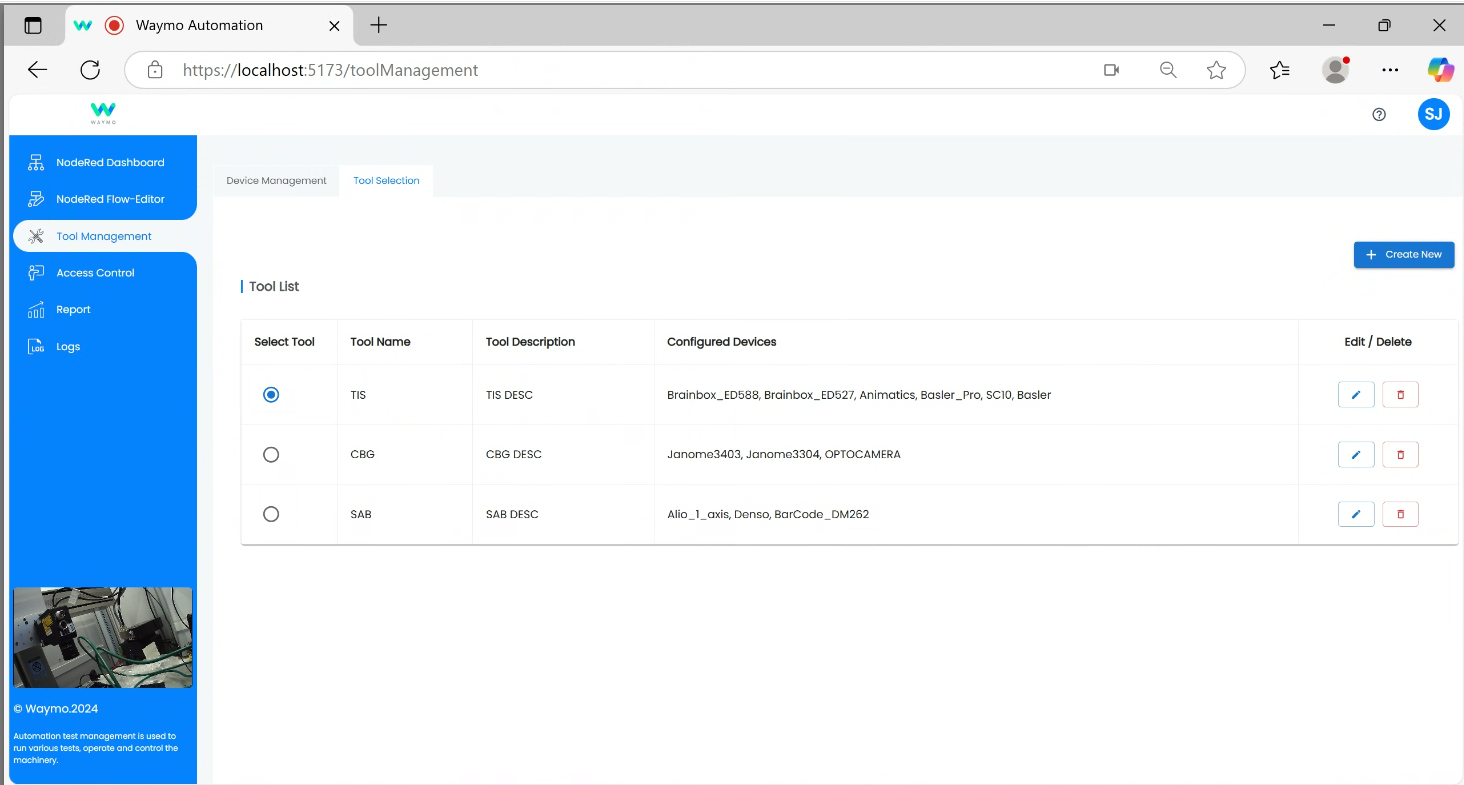 Waymo Automation
https://localhost:5173/toolManagement
WAYMO
SJ
NodeRed Dashboard
NodeRed Flow-Editor
Tool Management
Access Control
Report
LOG Logs
Device Management Tool Selection
+ Create New
Tool List
Select Tool Tool Name Tool Description Configured Devices Edit / Delete
TIS TIS DESC Brainbox_ED588, Brainbox_ED527, Animatics, Basler_Pro, SC10, Basler
CBG CBG DESC Janome3403, Janome3304, OPTOCAMERA
SAB SAB DESC Alio_1_axis, Denso, BarCode_DM262
© Waymo.2024
Automation test management is used to
run various tests, operate and control the
machinery.